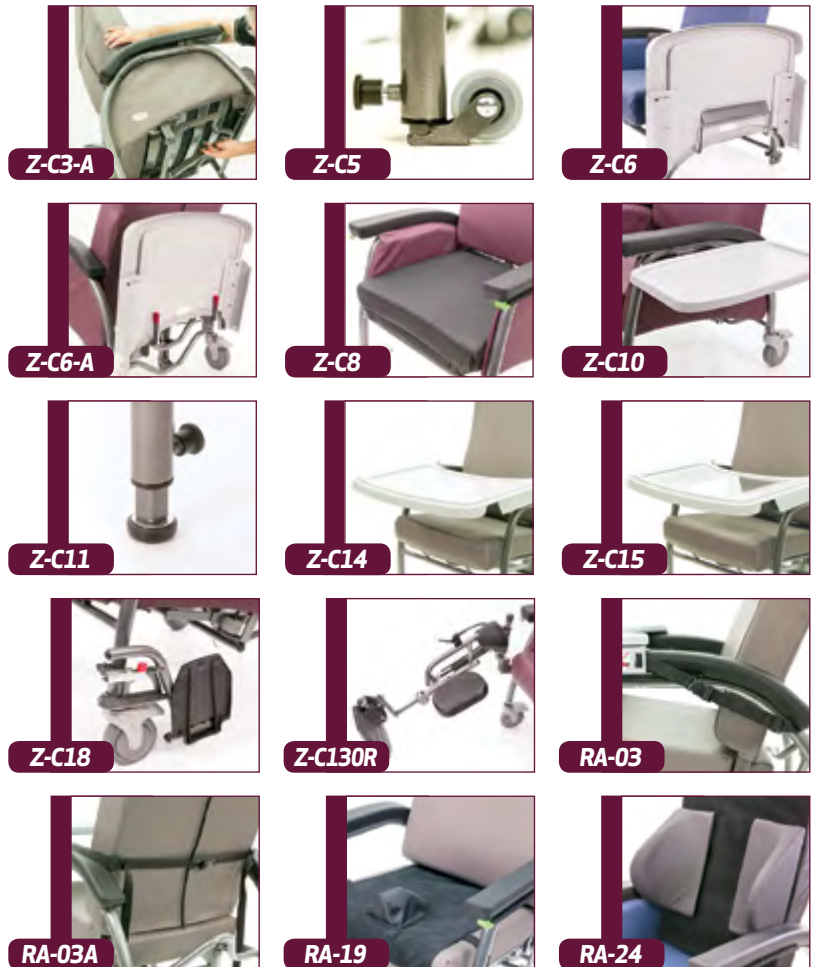 Z-C3-A
Z-C5
Z-C6
Z-C6-A
Z-C8
Z-C10
Z-C11
Z-C14
Z-C15
Z-C18
Z-C130R
RA-03
RA-03A
RA-19
RA-24